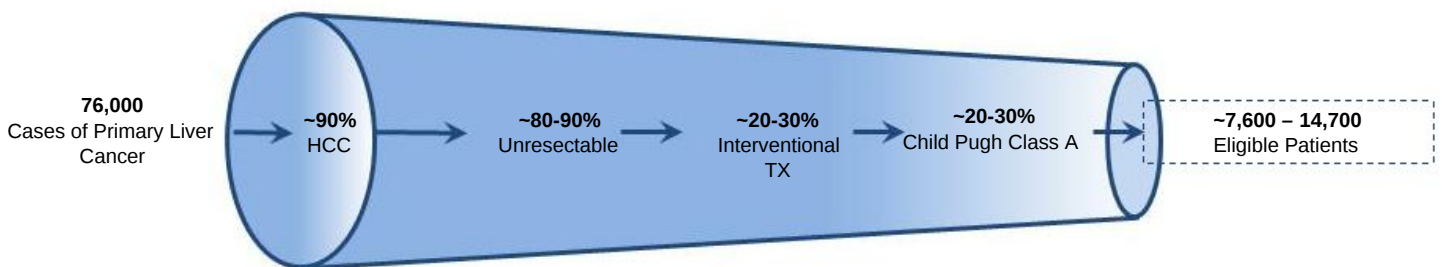 76,000
Cases of Primary Liver
Cancer
~90%
HCC
~80-90%
Unresectable
~20-30%
Interventional
TX
~20-30%
Child Pugh Class A
~7,600 – 14,700
Eligible Patients